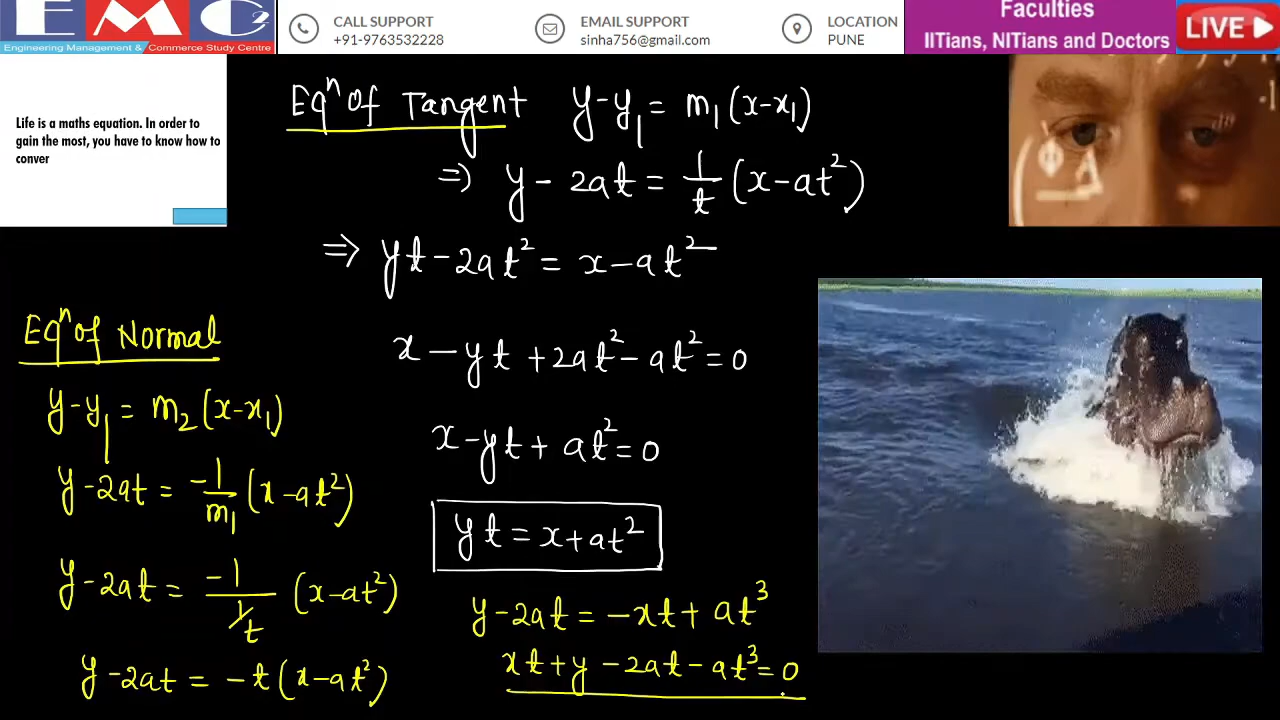 EMC2
Engineering Management & Commerce Study Centre
CALL SUPPORT
+91-9763532228
EMAIL SUPPORT
sinha756@gmail.com
LOCATION
PUNE
Faculties
IITians, NITians and Doctors
LIVE
Life is a maths equation. In order to
gain the most, you have to know how to
conver
Eqⁿ Of Tangent y-y₁ = m₁(x-x₁)
⇒ y - 2at = 1/t (x-at²)
⇒ yt - 2at² = x-at²
x - yt + 2at² - at² = 0
x - yt + at² = 0
yt = x+at²
Eqⁿ of Normal
y-y₁ = m₂(x-x₁)
y-2at = -1/m₁ (x-at²)
y-2at = -1/(1/t) (x-at²)
y-2at = -t(x-at²)
y-2at = -xt + at³
xt+y - 2at - at³ = 0
Φ Δ